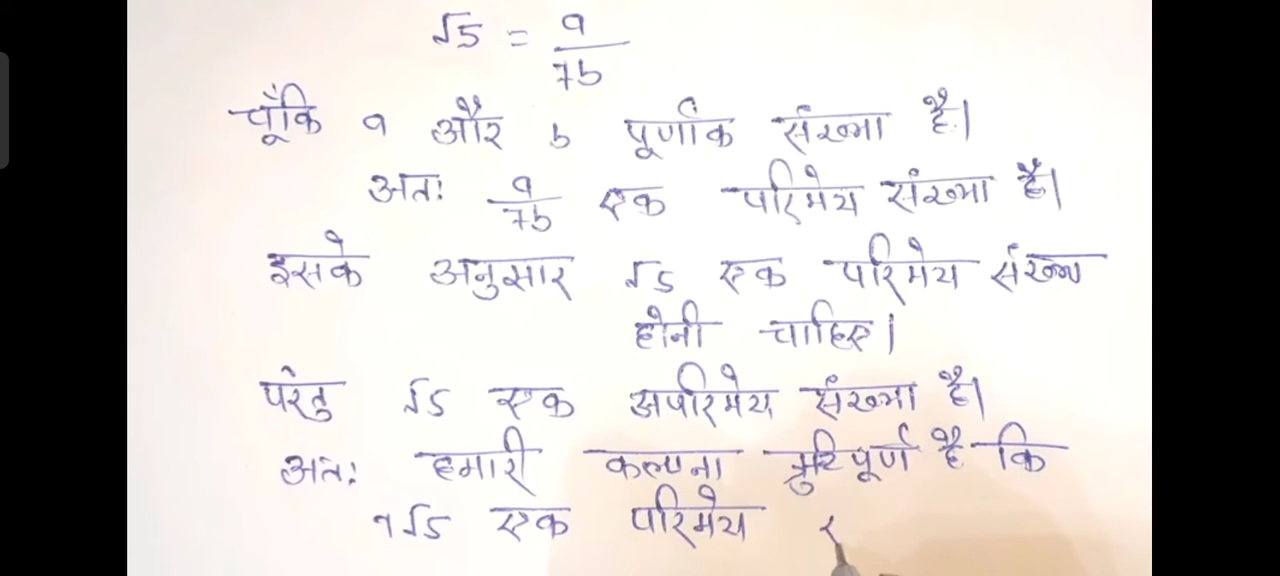 √5 = a/7b
चूँकि a और b पूर्णांक संख्या है।
अतः a/7b एक परिमेय संख्या है।
इसके अनुसार √5 एक परिमेय संख्या
होनी चाहिए।
परंतु √5 एक अपरिमेय संख्या है।
अतः हमारी कल्पना त्रुटिपूर्ण है कि
7√5 एक परिमेय